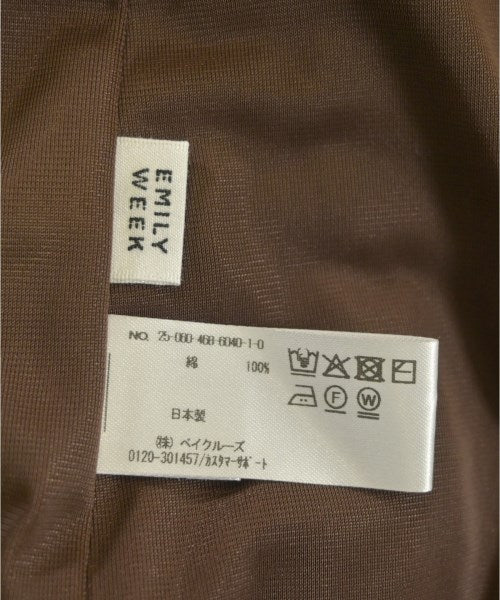 EMILY
WEEK
NO. 25-080-468-6040-1-0
綿 100%
日本製
(株) ベイクルーズ
0120-301457/カスタマーサポート
F W